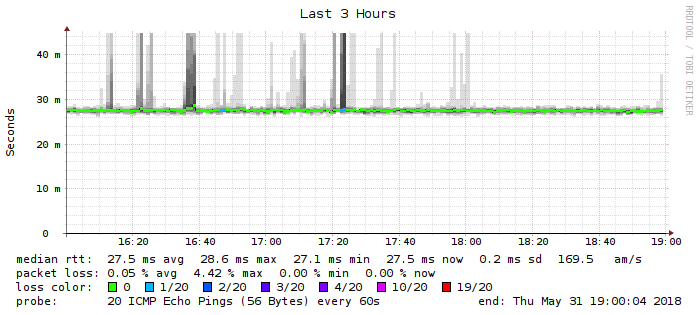 Last 3 Hours
RRDTOOL / TOBI OETIKER
Seconds
40 m
30 m
20 m
10 m
0
16:20 16:40 17:00 17:20 17:40 18:00 18:20 18:40 19:00
median rtt: 27.5 ms avg 28.6 ms max 27.1 ms min 27.5 ms now 0.2 ms sd 169.5 am/s
packet loss: 0.05 % avg 4.42 % max 0.00 % min 0.00 % now
loss color: 0 1/20 2/20 3/20 4/20 10/20 19/20
probe: 20 ICMP Echo Pings (56 Bytes) every 60s end: Thu May 31 19:00:04 2018